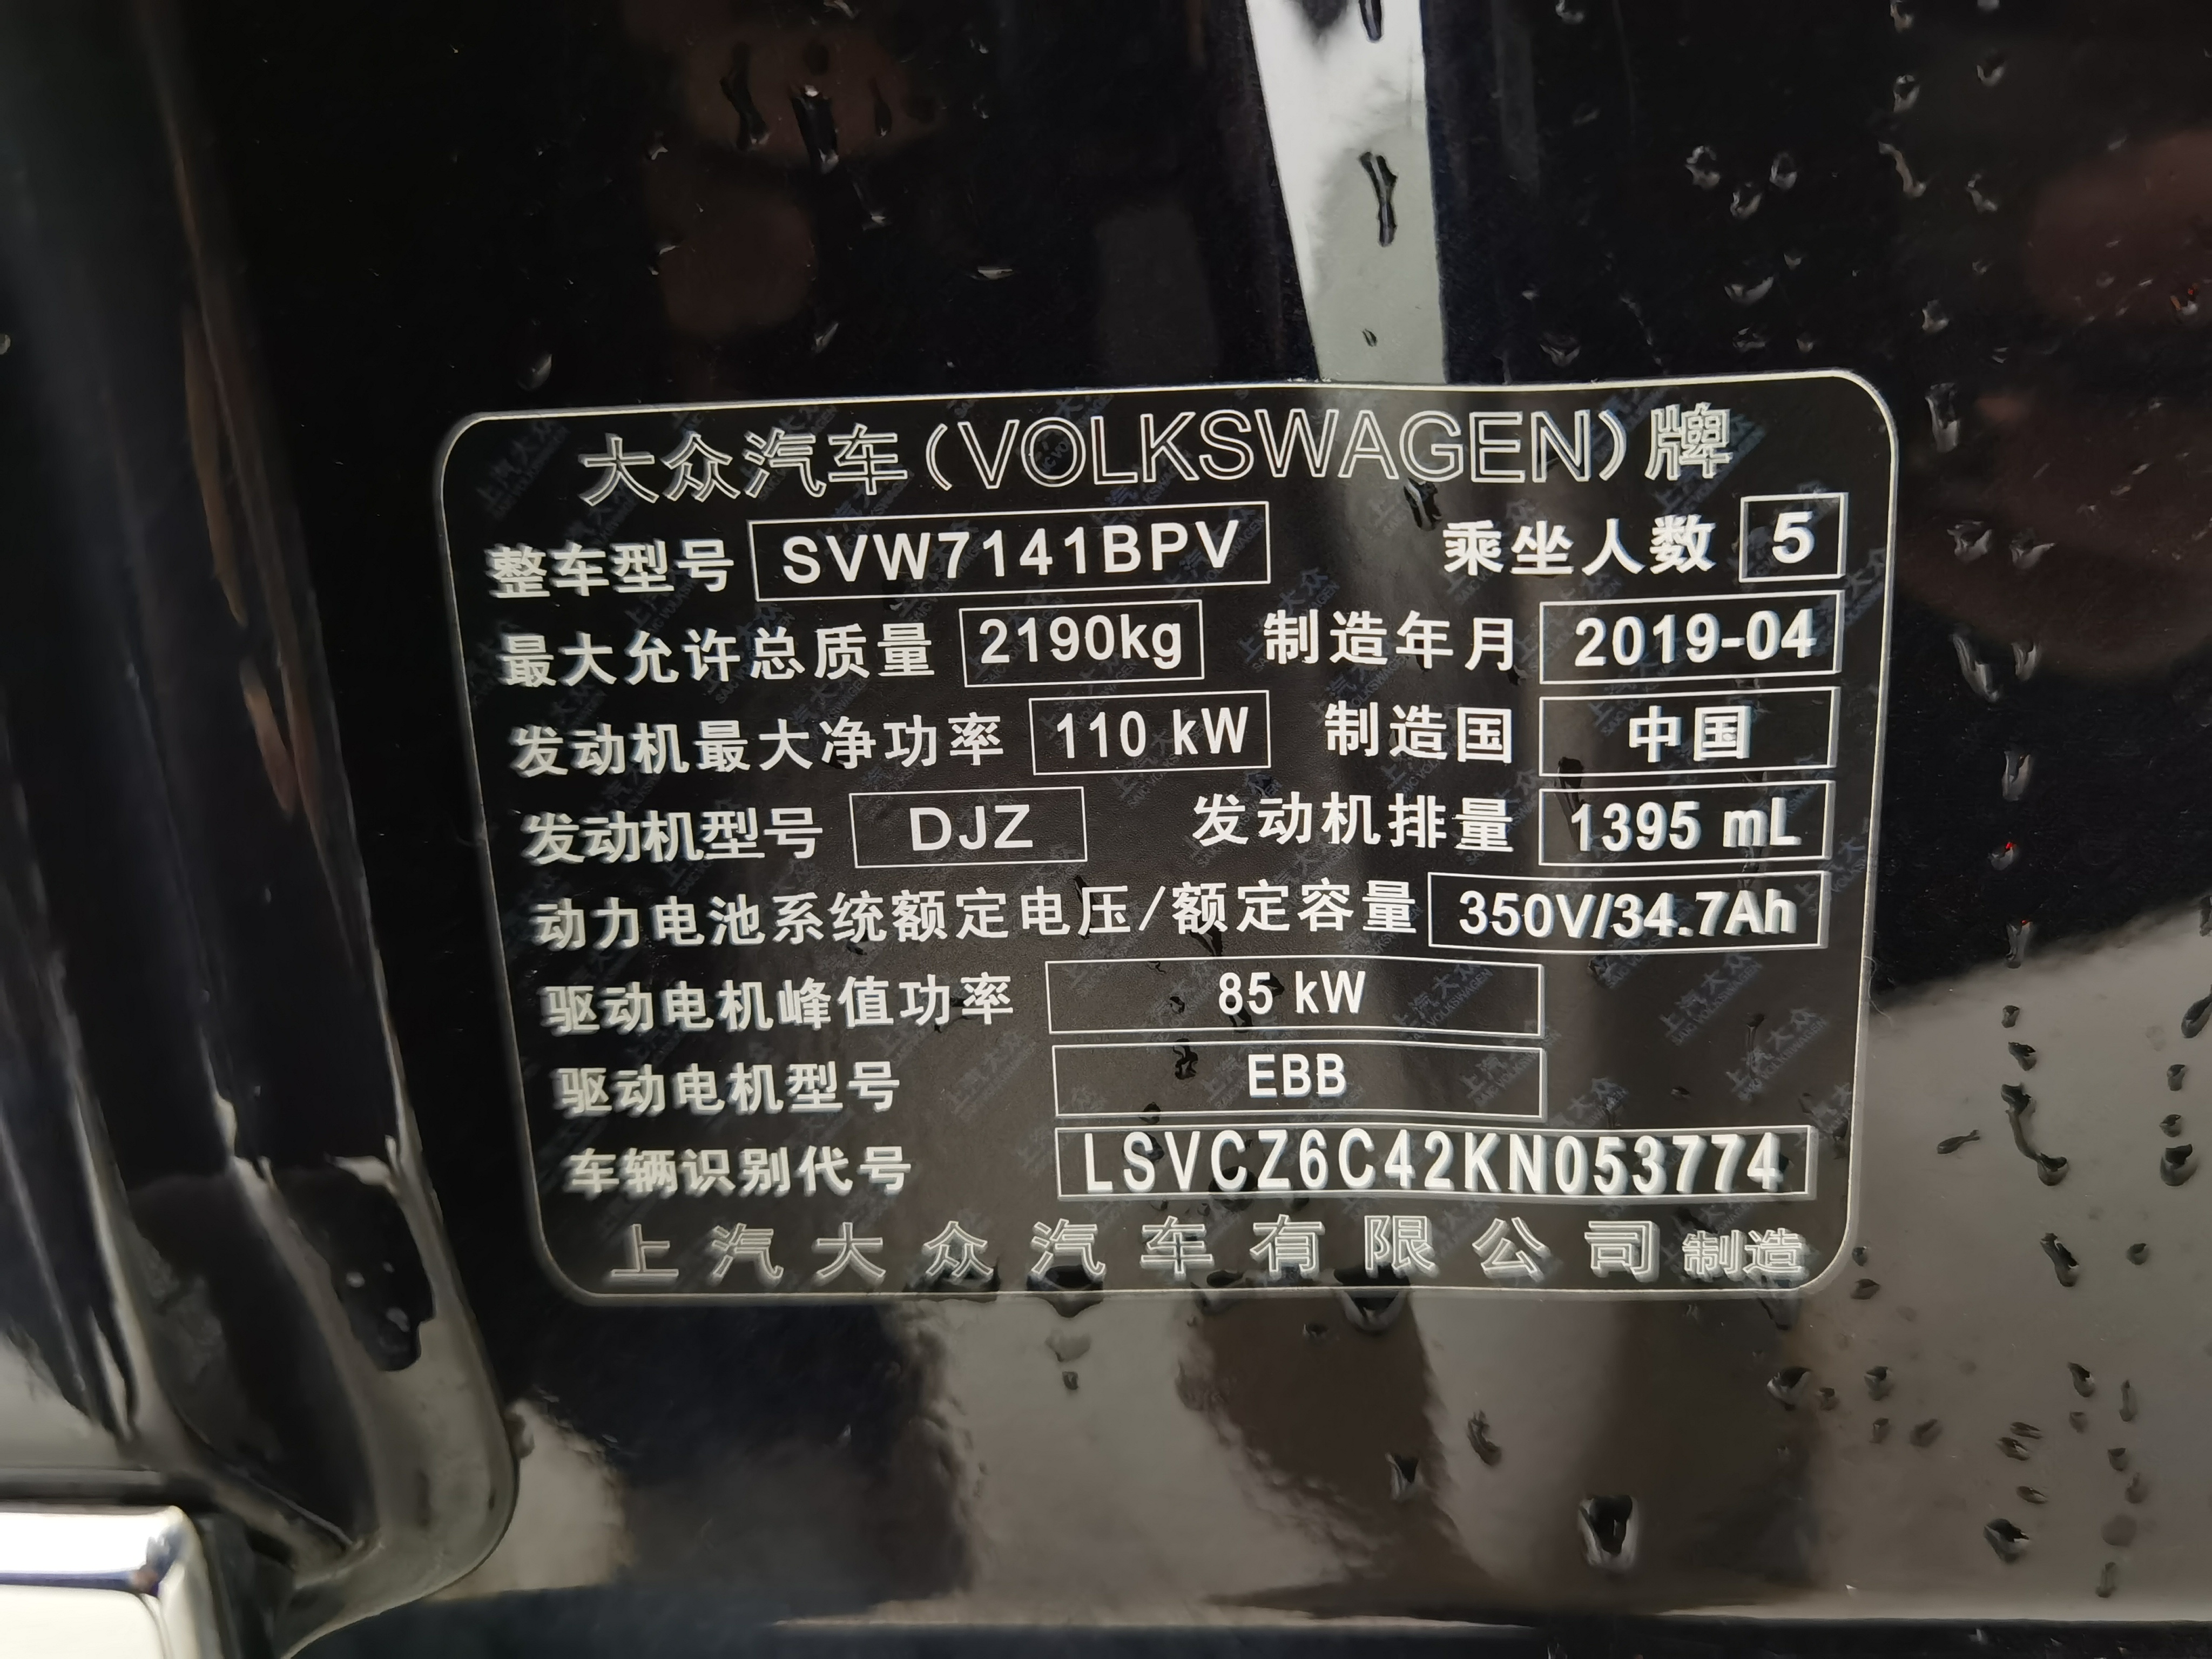 大众汽车(VOLKSWAGEN)牌
整车型号 SVW7141BPV 乘坐人数 5
最大允许总质量 2190kg 制造年月 2019-04
发动机最大净功率 110 kW 制造国 中国
发动机型号 DJZ 发动机排量 1395 mL
动力电池系统额定电压/额定容量 350V/34.7Ah
驱动电机峰值功率 85 kW
驱动电机型号 EBB
车辆识别代号 LSVCZ6C42KN053774
上汽大众汽车有限公司 制造